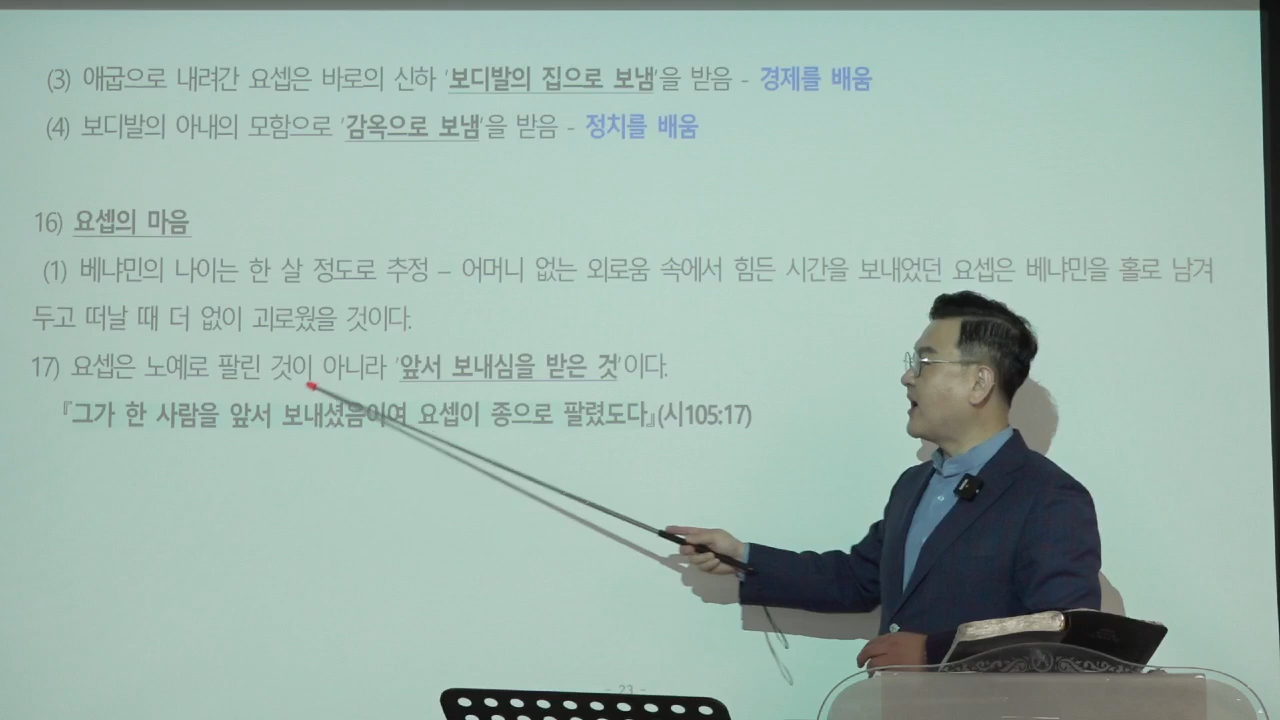 (3) 애굽으로 내려간 요셉은 바로의 신하 '보디발의 집으로 보냄'을 받음 - 경제를 배움
(4) 보디발의 아내의 모함으로 '감옥으로 보냄'을 받음 - 정치를 배움
16) 요셉의 마음
(1) 베냐민의 나이는 한 살 정도로 추정 – 어머니 없는 외로움 속에서 힘든 시간을 보내었던 요셉은 베냐민을 홀로 남겨
두고 떠날 때 더 없이 괴로웠을 것이다.
17) 요셉은 노예로 팔린 것이 아니라 '앞서 보내심을 받은 것'이다.
『그가 한 사람을 앞서 보내셨음이여 요셉이 종으로 팔렸도다』(시105:17)
- 23 -